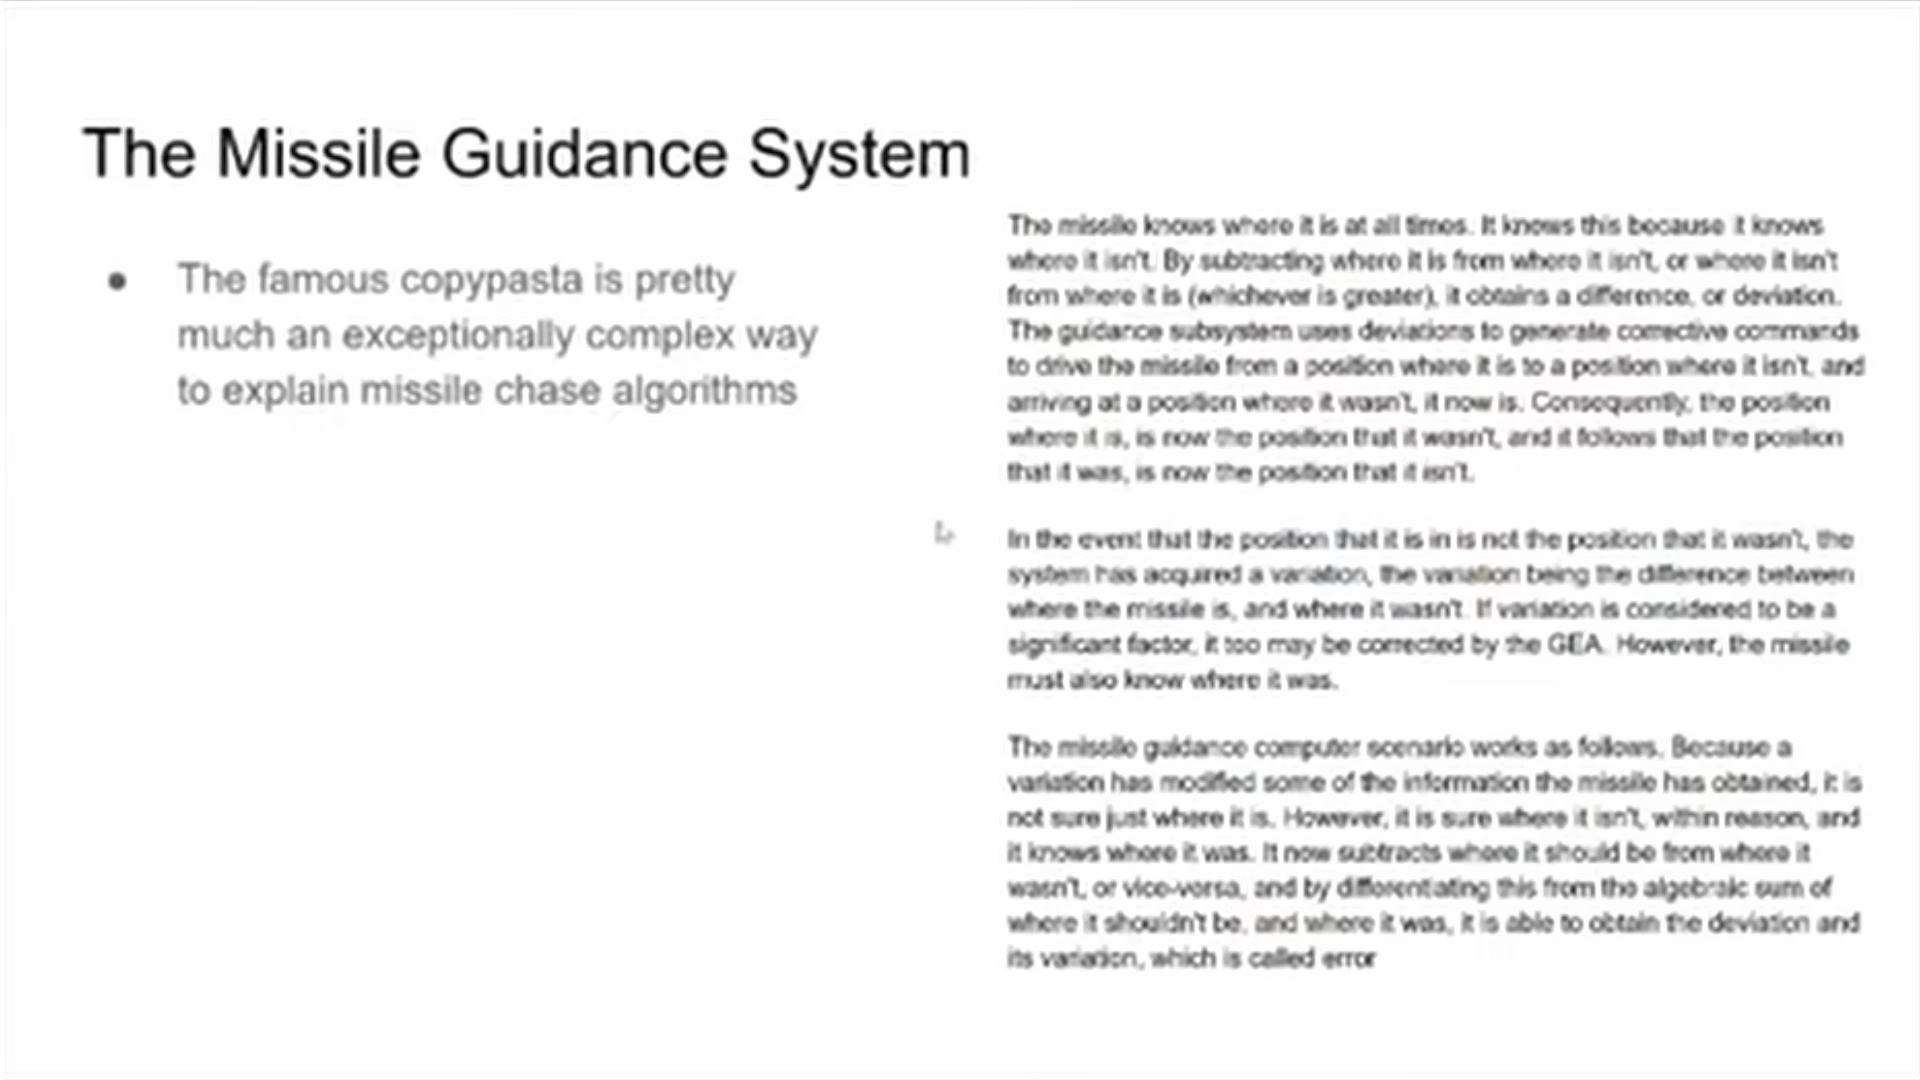 The Missile Guidance System
● The famous copypasta is pretty
much an exceptionally complex way
to explain missile chase algorithms
The missile knows where it is at all times. It knows this because it knows
where it isn't. By subtracting where it is from where it isn't, or where it isn't
from where it is (whichever is greater), it obtains a difference, or deviation.
The guidance subsystem uses deviations to generate corrective commands
to drive the missile from a position where it is to a position where it isn't, and
arriving at a position where it wasn't, it now is. Consequently, the position
where it is, is now the position that it wasn't, and it follows that the position
that it was, is now the position that it isn't.
In the event that the position that it is in is not the position that it wasn't, the
system has acquired a variation, the variation being the difference between
where the missile is, and where it wasn't. If variation is considered to be a
significant factor, it too may be corrected by the GEA. However, the missile
must also know where it was.
The missile guidance computer scenario works as follows. Because a
variation has modified some of the information the missile has obtained, it is
not sure just where it is. However, it is sure where it isn't, within reason, and
it knows where it was. It now subtracts where it should be from where it
wasn't, or vice-versa, and by differentiating this from the algebraic sum of
where it shouldn't be, and where it was, it is able to obtain the deviation and
its variation, which is called error